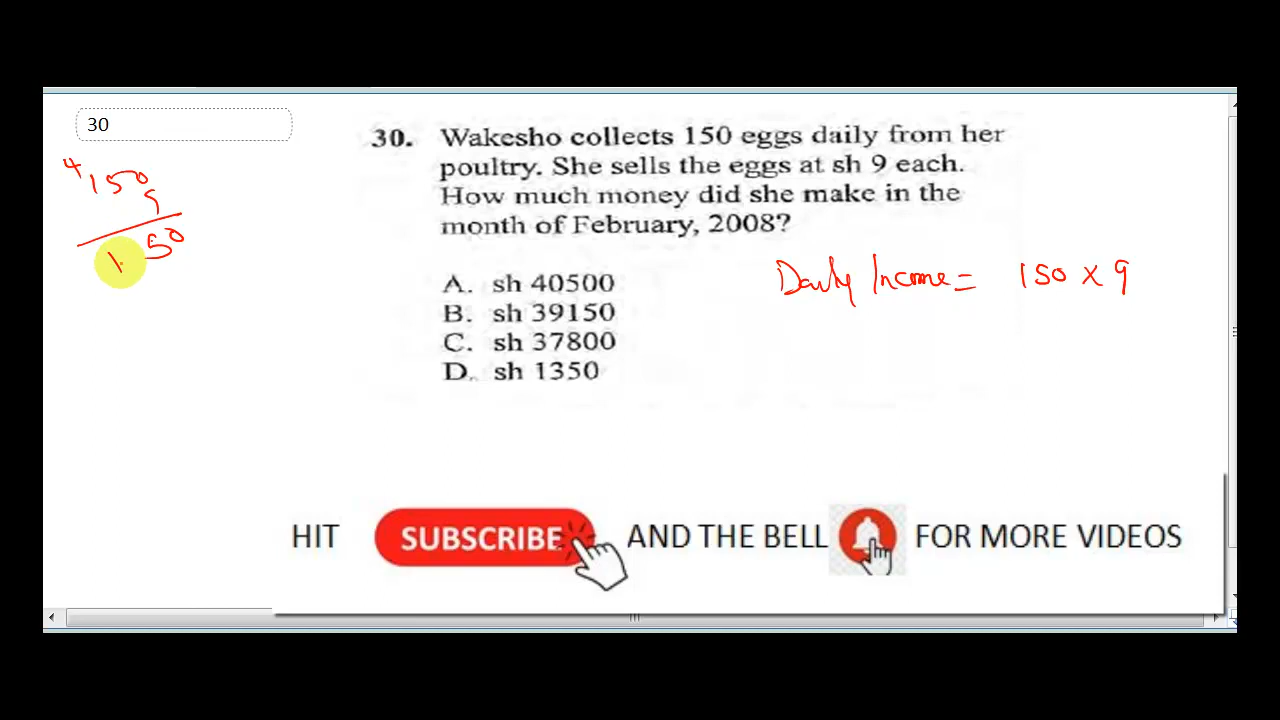 30
30. Wakesho collects 150 eggs daily from her
poultry. She sells the eggs at sh 9 each.
How much money did she make in the
month of February, 2008?
A. sh 40500
B. sh 39150
C. sh 37800
D. sh 1350
4
150
9
1 50
Daily Income = 150 x 9
HIT SUBSCRIBE AND THE BELL FOR MORE VIDEOS